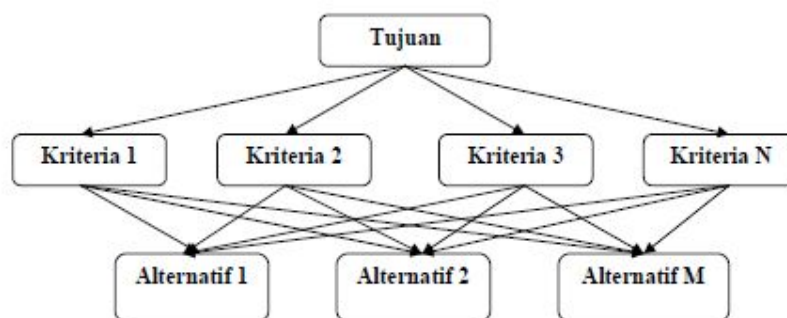 Tujuan
Kriteria 1
Kriteria 2
Kriteria 3
Kriteria N
Alternatif 1
Alternatif 2
Alternatif M